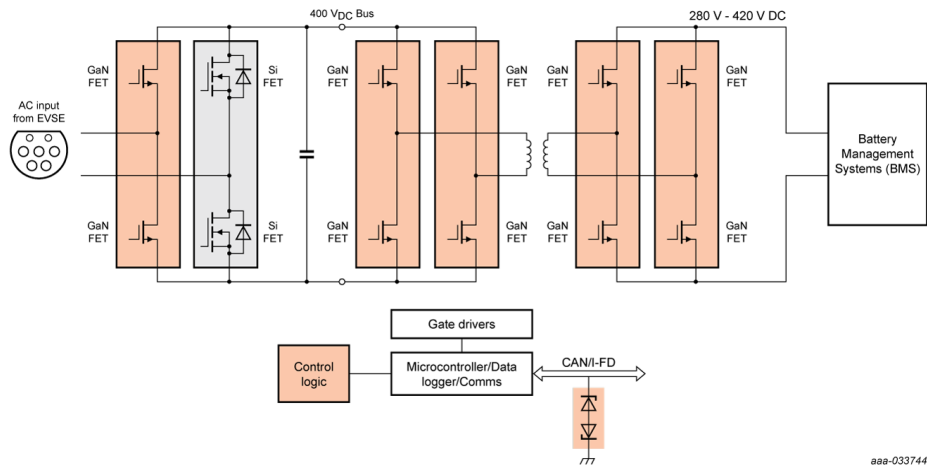 400 VDC Bus
280 V - 420 V DC
GaN
FET
Si
FET
GaN
FET
GaN
FET
GaN
FET
GaN
FET
AC input
from EVSE
Battery
Management
Systems (BMS)
GaN
FET
Si
FET
GaN
FET
GaN
FET
GaN
FET
GaN
FET
Gate drivers
Control
logic
Microcontroller/Data
logger/Comms
CAN/I-FD
aaa-033744